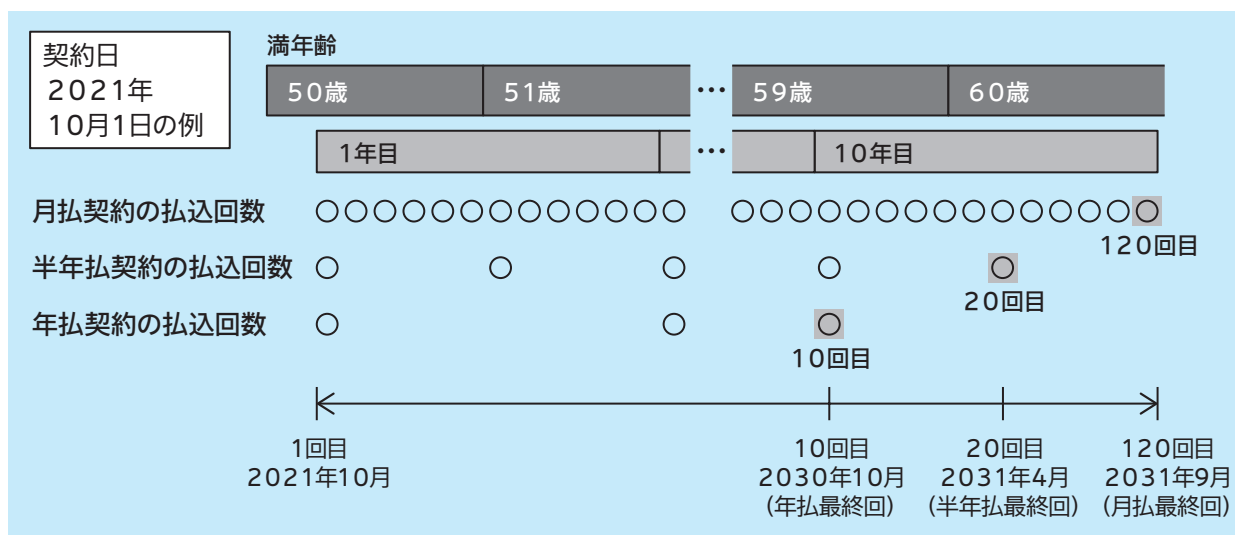 契約日
2021年
10月1日の例
満年齢
50歳 51歳 … 59歳 60歳
1年目 … 10年目
月払契約の払込回数 ○○○○○○○○○○○○○ ○○○○○○○○○○○○○○○
120回目
半年払契約の払込回数 ○ ○ ○ ○ ○
20回目
年払契約の払込回数 ○ ○ ○
10回目
1回目 10回目 20回目 120回目
2021年10月 2030年10月 2031年4月 2031年9月
(年払最終回) (半年払最終回) (月払最終回)